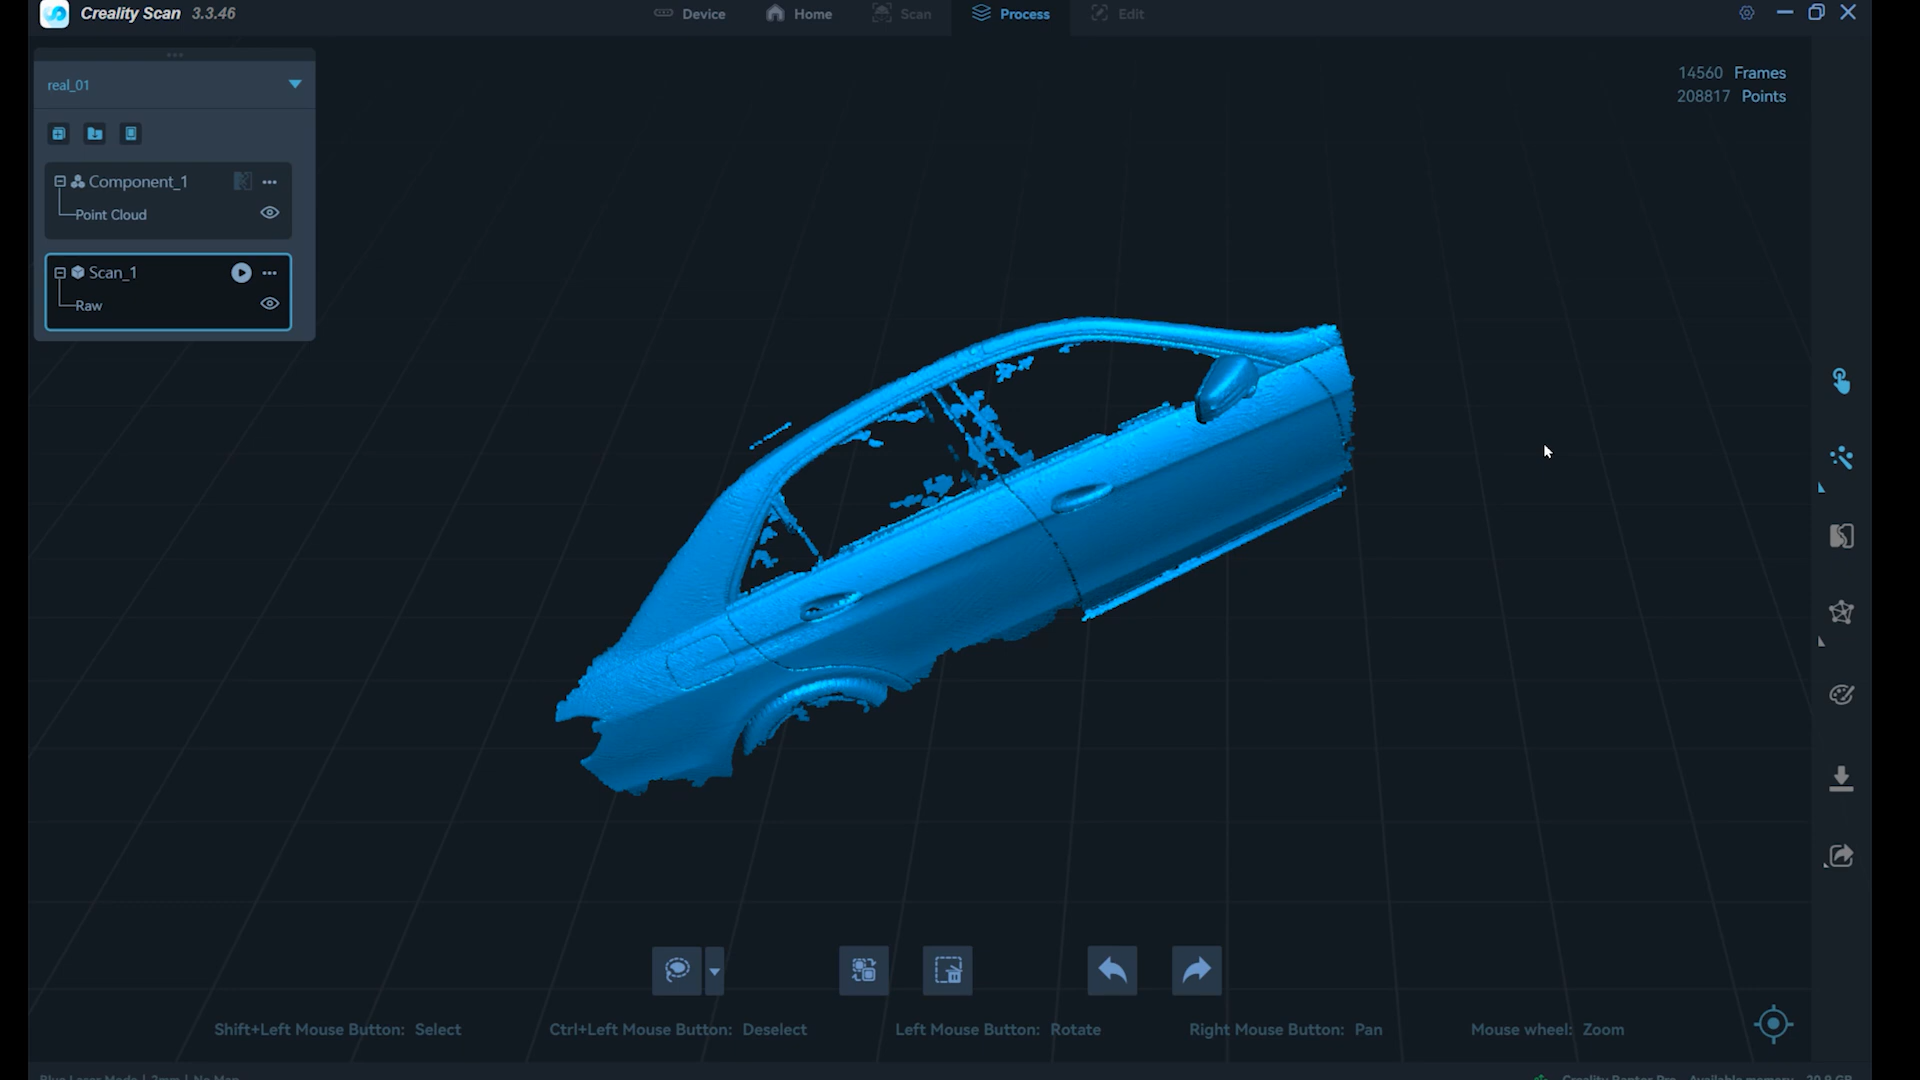 Creality Scan 3.3.46
Device
Home
Scan
Process
Edit
real_01
14560 Frames
208817 Points
Component_1
Point Cloud
Scan_1
Raw
Shift+Left Mouse Button: Select
Ctrl+Left Mouse Button: Deselect
Left Mouse Button: Rotate
Right Mouse Button: Pan
Mouse wheel: Zoom